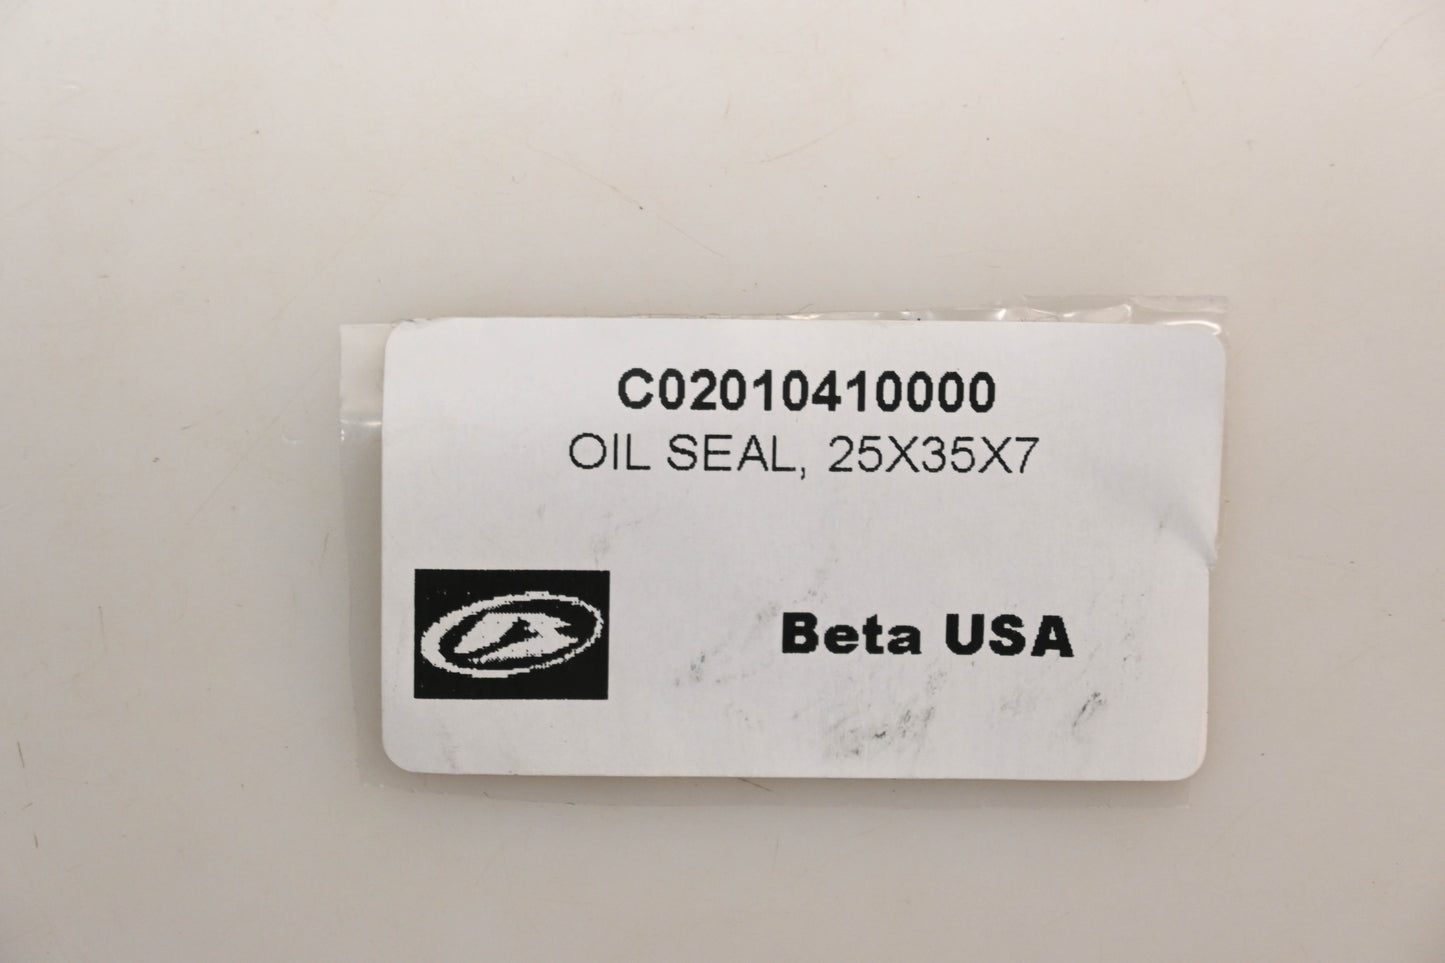 C02010410000
OIL SEAL, 25X35X7
Beta USA